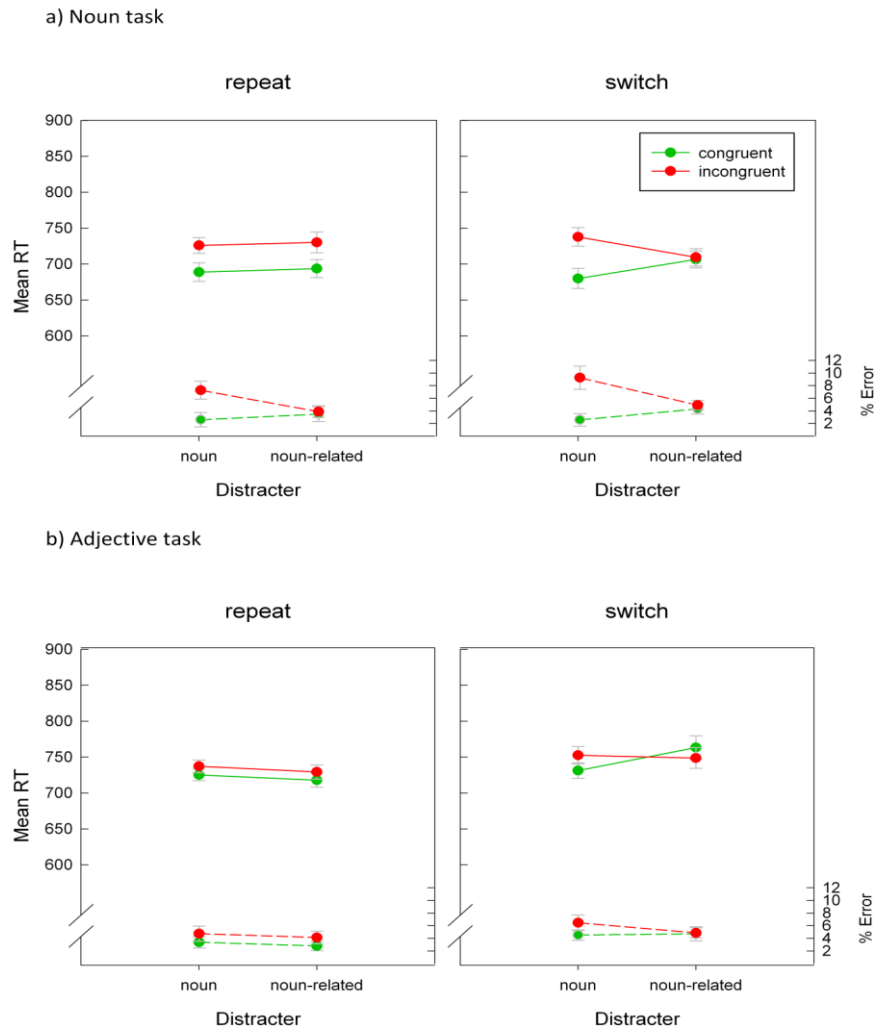 a) Noun task
repeat
switch
900
850
800
750
700
650
600
Mean RT
congruent
incongruent
12
10
8
6
4
2
% Error
noun
noun-related
noun
noun-related
Distracter
Distracter
b) Adjective task
repeat
switch
900
850
800
750
700
650
600
Mean RT
12
10
8
6
4
2
% Error
noun
noun-related
noun
noun-related
Distracter
Distracter